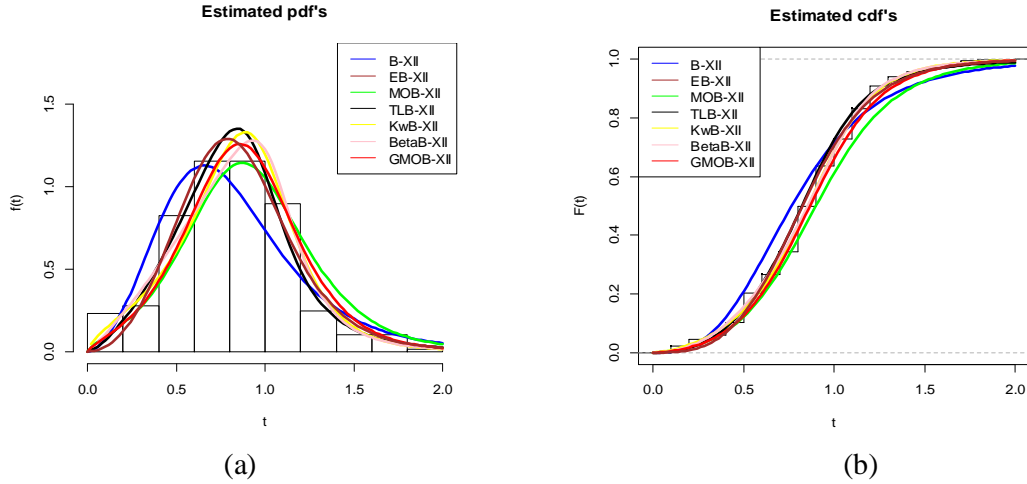 Estimated pdf's
B-XII
EB-XII
MOB-XII
TLB-XII
KwB-XII
BetaB-XII
GMOB-XII
f(t)
1.5
1.0
0.5
0.0
0.0 0.5 1.0 1.5 2.0
t
(a)
Estimated cdf's
B-XII
EB-XII
MOB-XII
TLB-XII
KwB-XII
BetaB-XII
GMOB-XII
F(t)
1.0
0.8
0.6
0.4
0.2
0.0
0.0 0.5 1.0 1.5 2.0
t
(b)